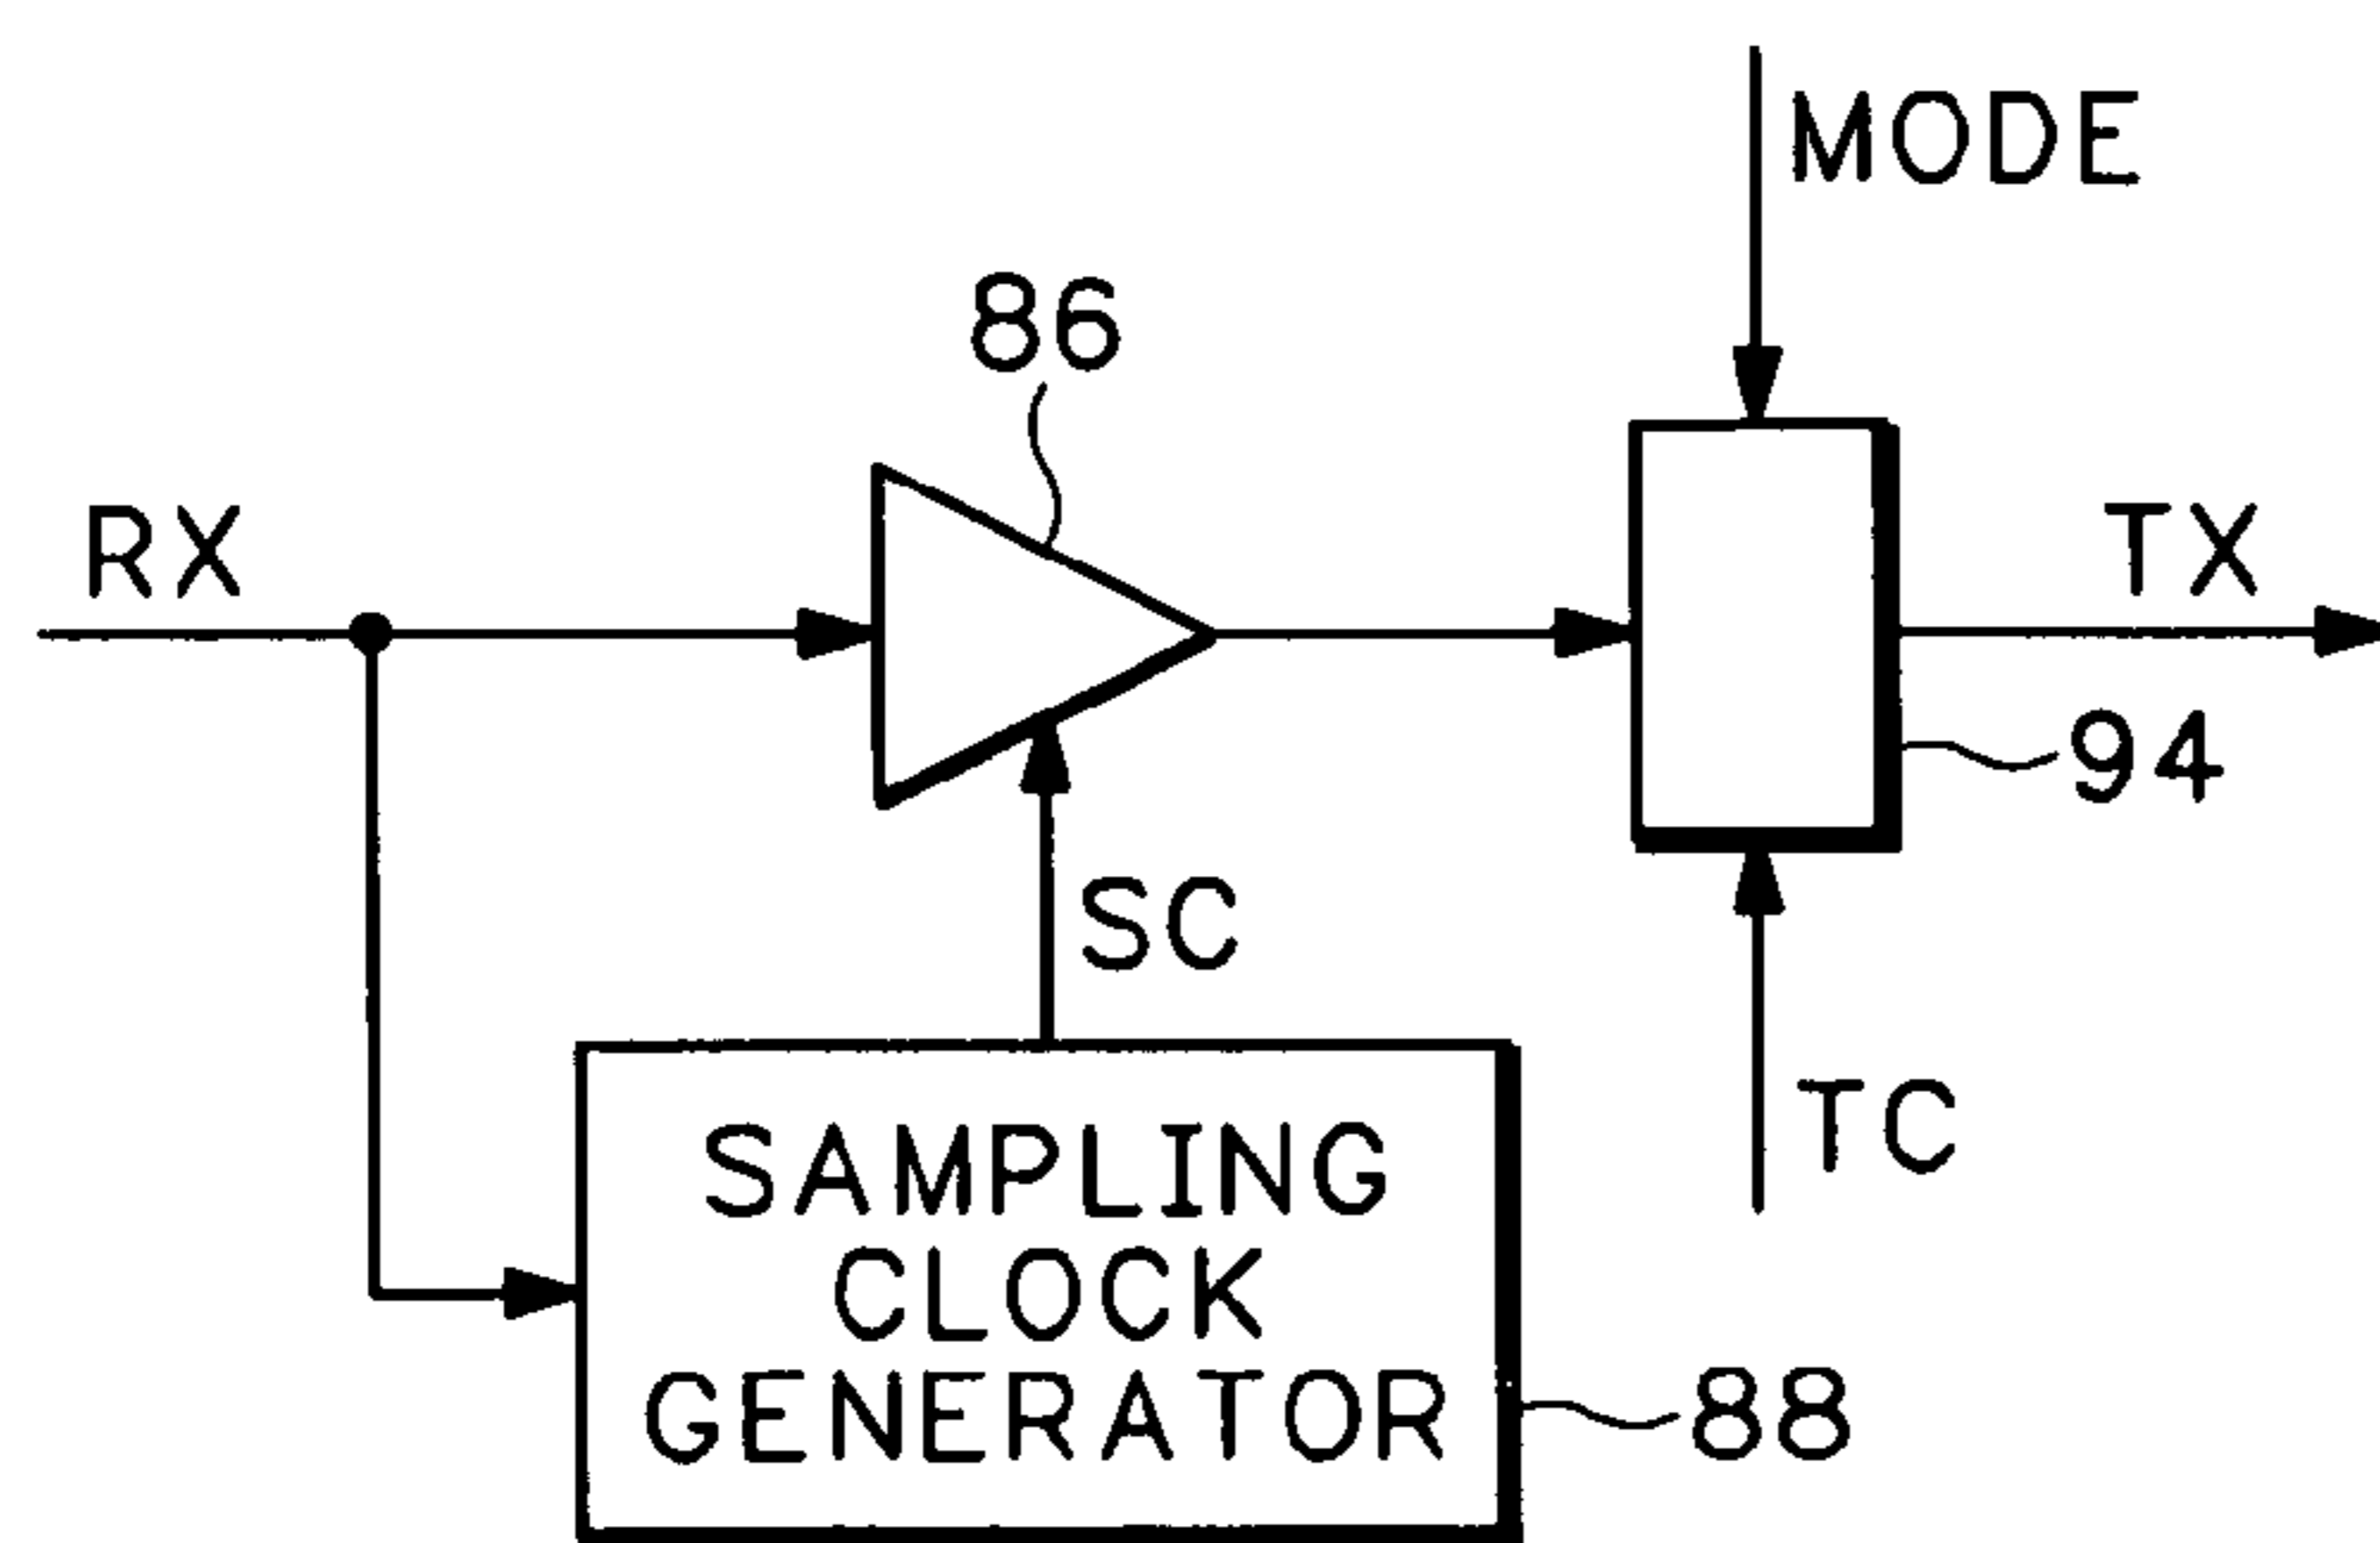 MODE
86
RX
TX
94
SC
TC
SAMPLING
CLOCK
GENERATOR
88